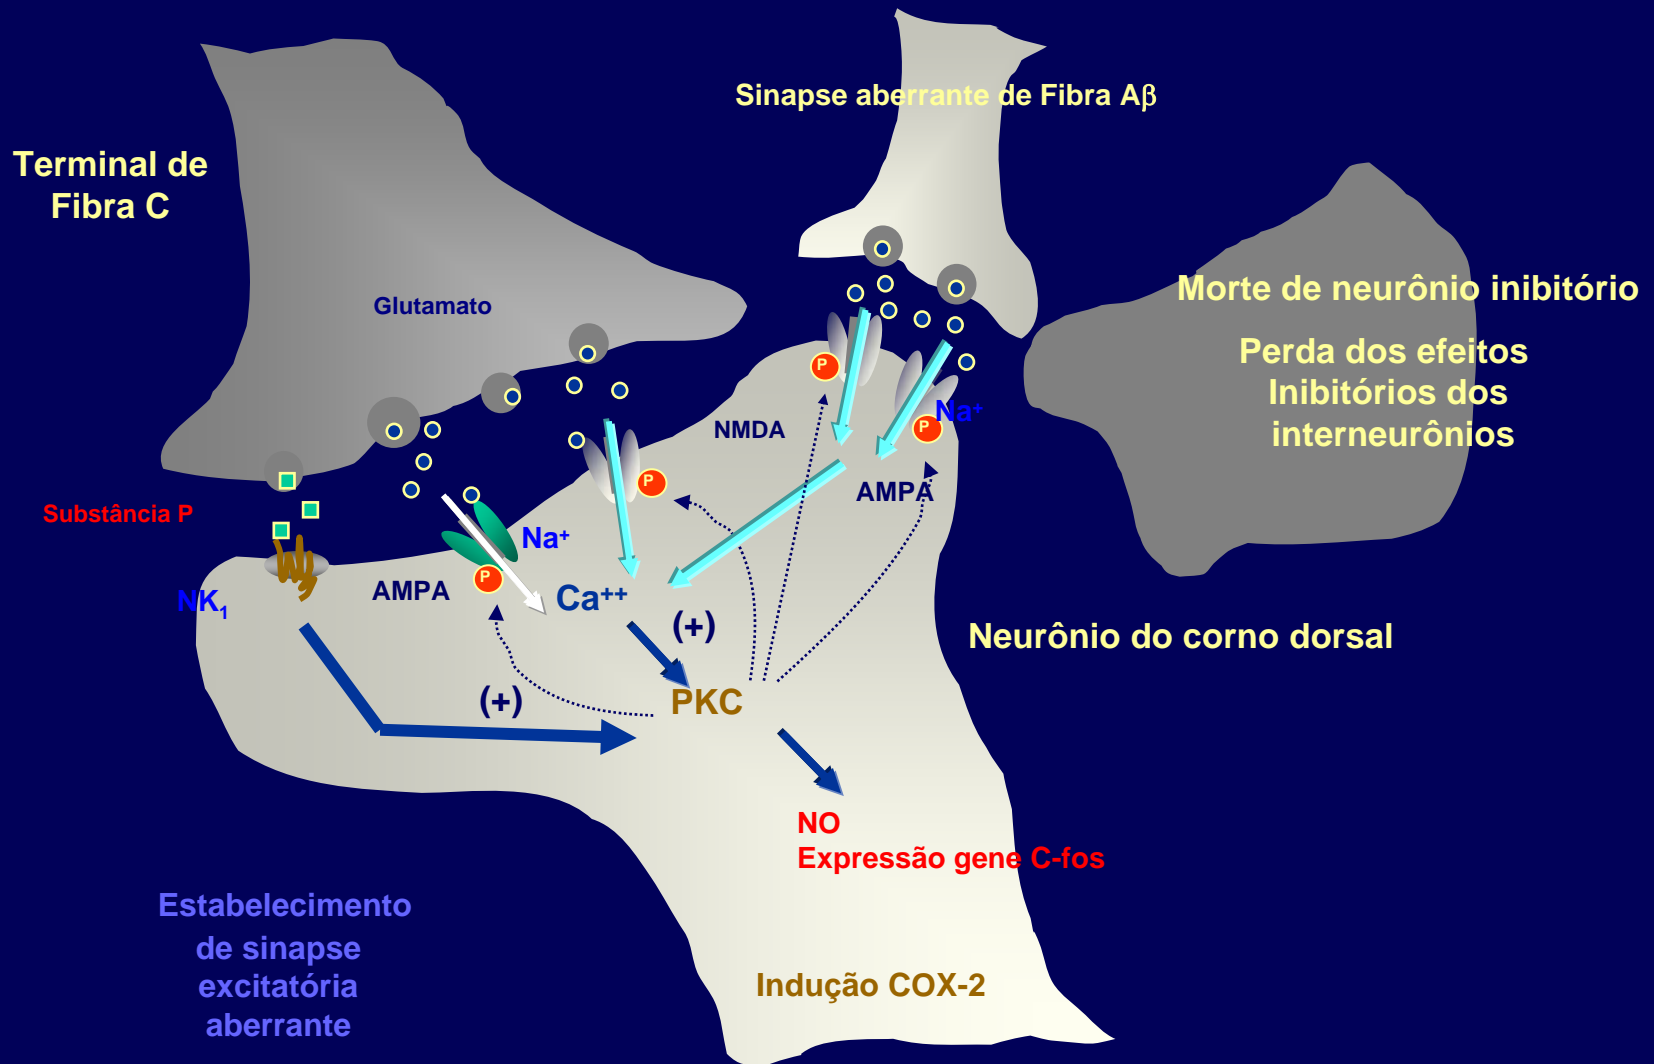 Sinapse aberrante de Fibra Aβ
Terminal de
Fibra C
Glutamato
Morte de neurônio inibitório
Perda dos efeitos
Inibitórios dos
interneurônios
P
P
Na⁺
NMDA
P
AMPA
Substância P
Na⁺
P
AMPA
Ca⁺⁺
NK₁
(+)
Neurônio do corno dorsal
(+)
PKC
NO
Expressão gene C-fos
Estabelecimento
de sinapse
excitatória
aberrante
Indução COX-2